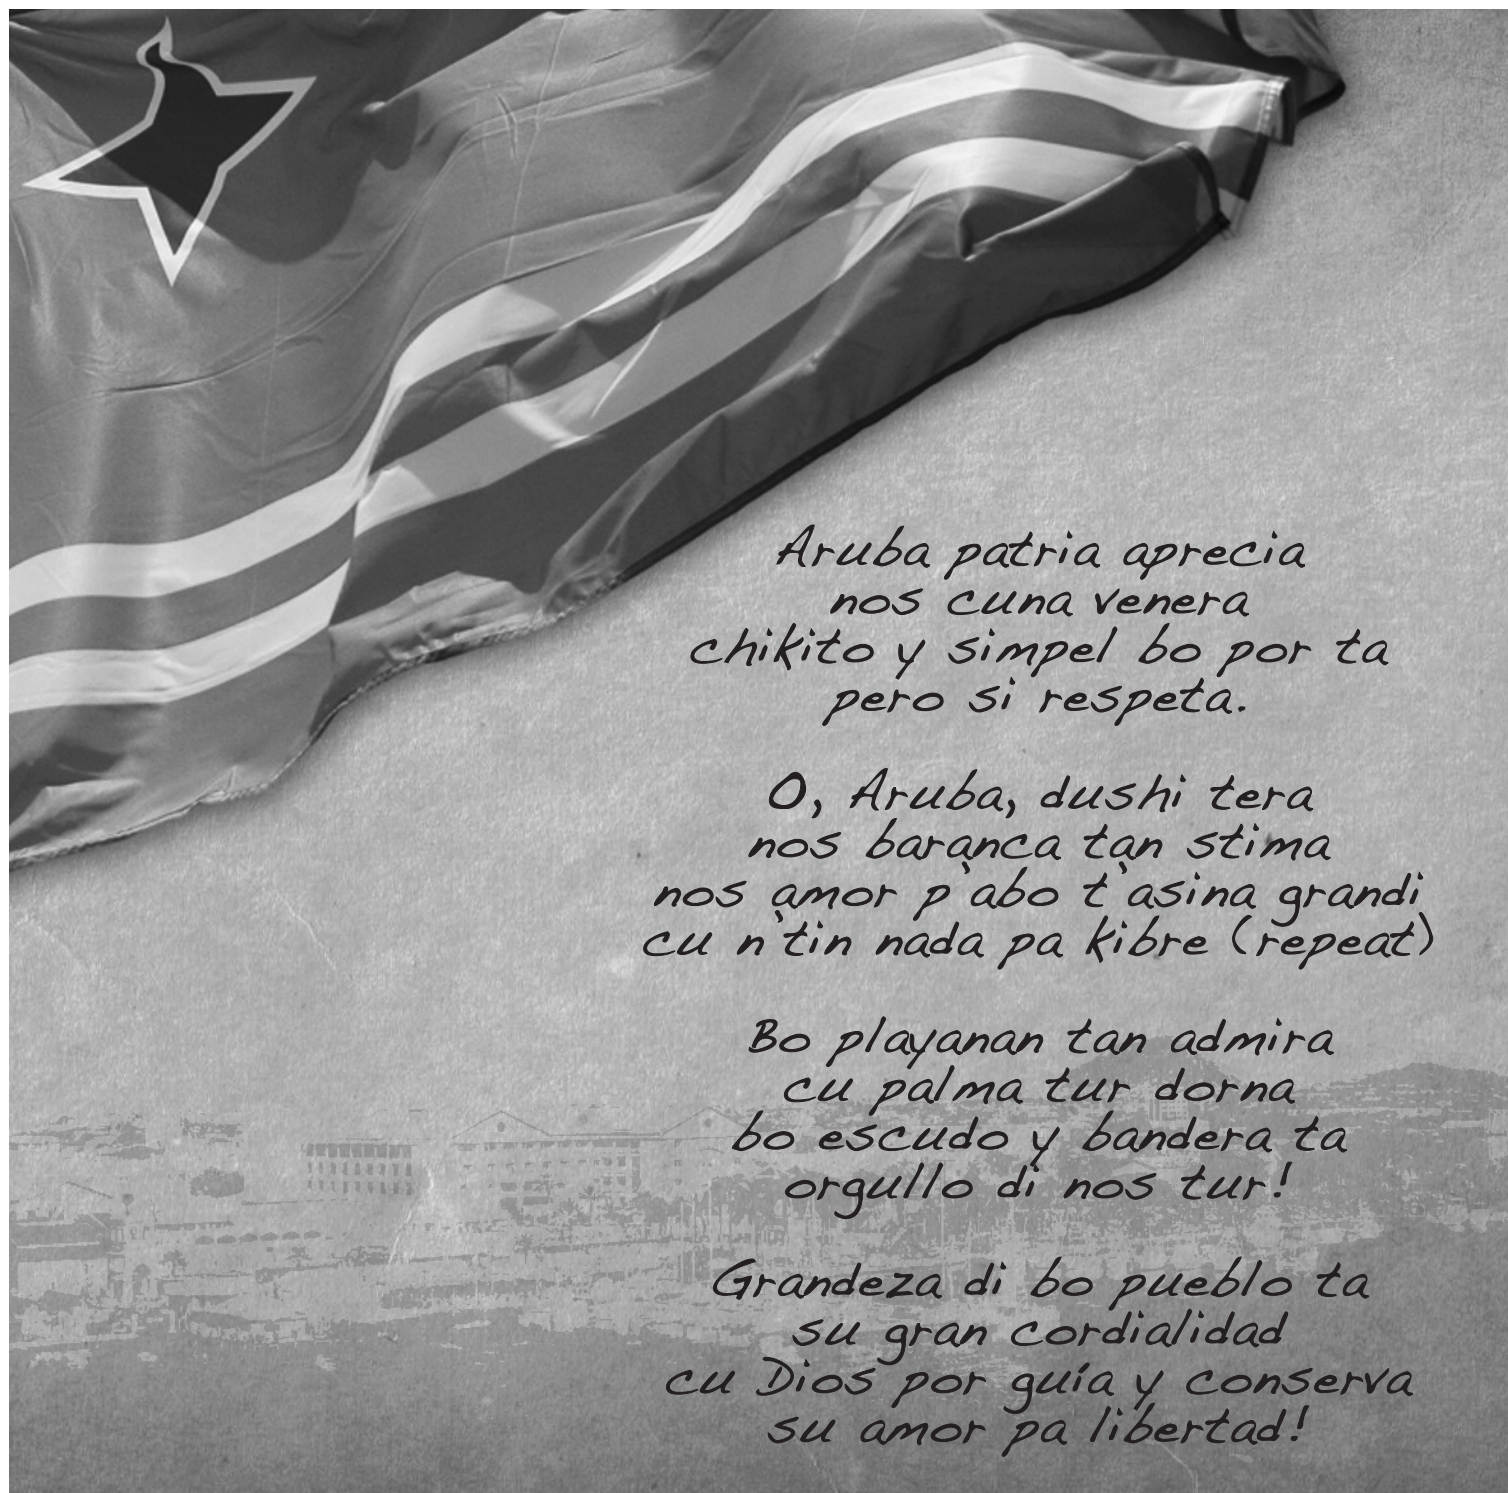 Aruba patria aprecia
nos cuna venera
chikito y simpel bo por ta
pero si respeta.
O, Aruba, dushi tera
nos baranca tan stima
nos amor p`abo t`asina grandi
cu n`tin nada pa kibre (repeat)
Bo playanan tan admira
cu palma tur dorna
bo escudo y bandera ta
orgullo di nos tur!
Grandeza di bo pueblo ta
su gran cordialidad
cu Dios por guía y conserva
su amor pa libertad!